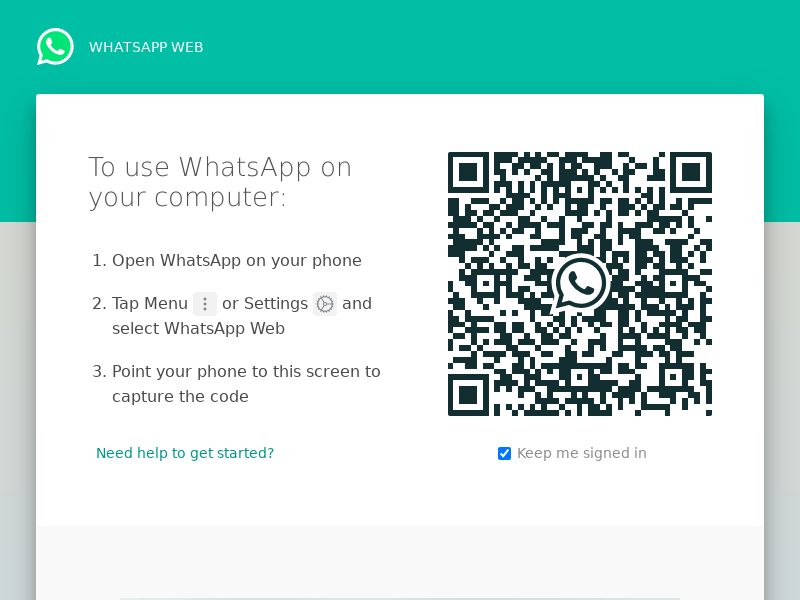 WHATSAPP WEB
To use WhatsApp on
your computer:
1. Open WhatsApp on your phone
2. Tap Menu or Settings and
select WhatsApp Web
3. Point your phone to this screen to
capture the code
Need help to get started?
Keep me signed in